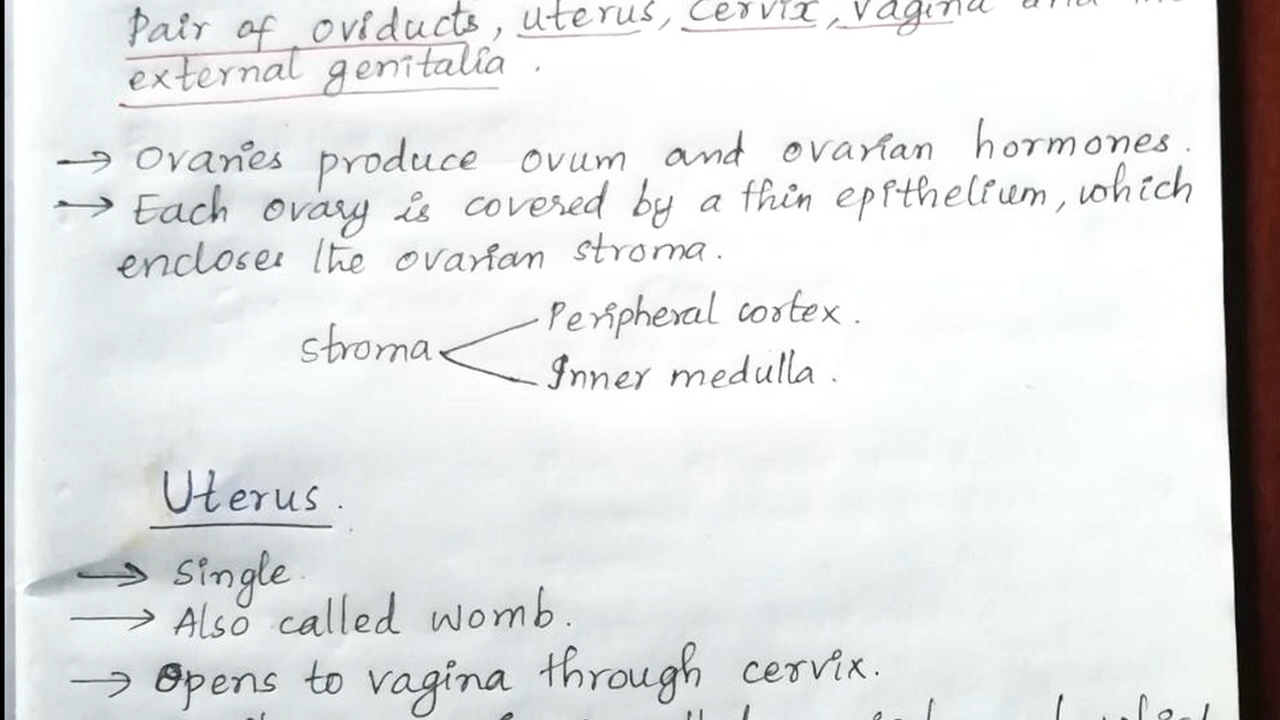 Pair of oviducts, uterus, cervix, vagina and
external genitalia.
→ Ovaries produce ovum and ovarian hormones.
→ Each ovary is covered by a thin epithelium, which
encloses the ovarian stroma.
Peripheral cortex.
stroma
Inner medulla.
Uterus.
→ Single.
→ Also called womb.
→ Opens to vagina through cervix.